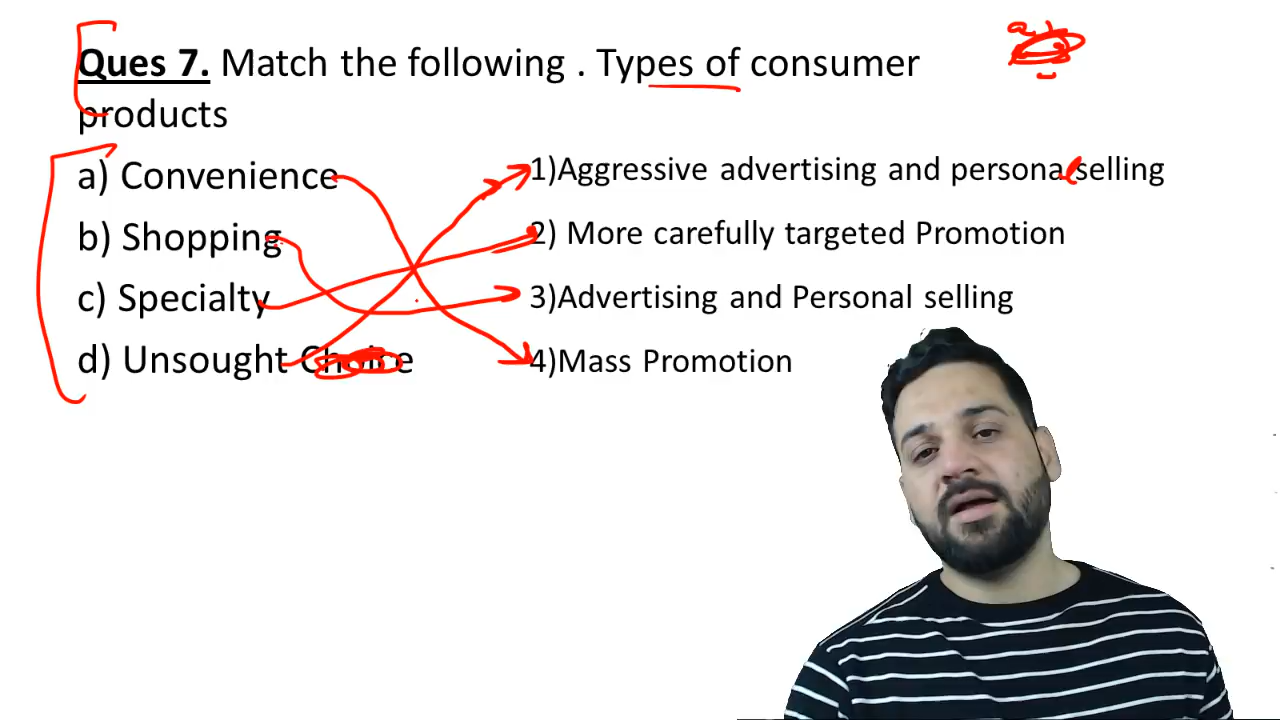 Ques 7. Match the following . Types of consumer
products
a) Convenience
b) Shopping
c) Specialty
d) Unsought Choice
1)Aggressive advertising and personal selling
2) More carefully targeted Promotion
3)Advertising and Personal selling
4)Mass Promotion